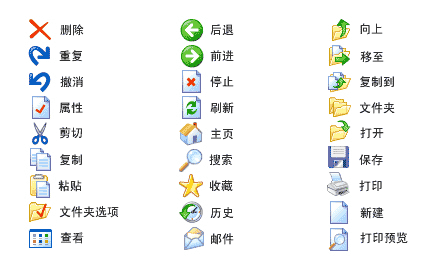 删除
重复
撤消
属性
剪切
复制
粘贴
文件夹选项
查看
后退
前进
停止
刷新
主页
搜索
收藏
历史
邮件
向上
移至
复制到
文件夹
打开
保存
打印
新建
打印预览